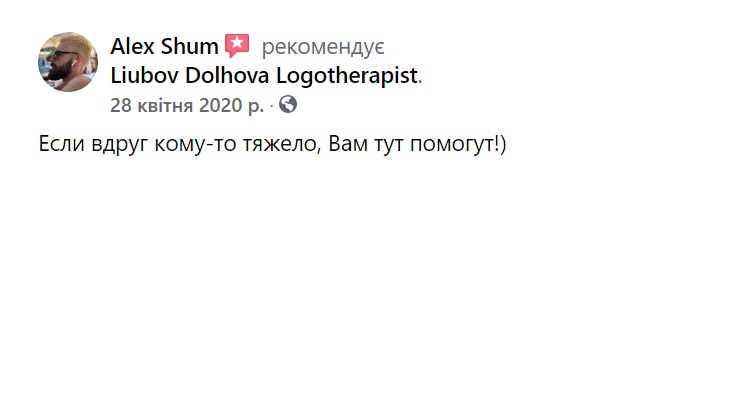 Alex Shum рекомендує
Liubov Dolhova Logotherapist.
28 квітня 2020 р. ·
Если вдруг кому-то тяжело, Вам тут помогут!)